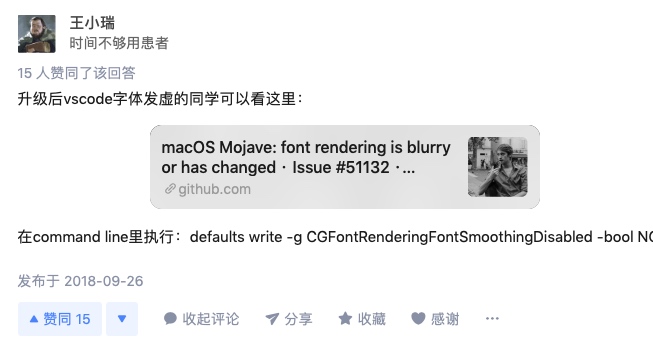 王小瑞
时间不够用患者
15 人赞同了该回答
升级后vscode字体发虚的同学可以看这里：
macOS Mojave: font rendering is blurry
or has changed · Issue #51132 ·...
github.com
在command line里执行：defaults write -g CGFontRenderingFontSmoothingDisabled -bool NO
发布于 2018-09-26
赞同 15
收起评论
分享
收藏
感谢